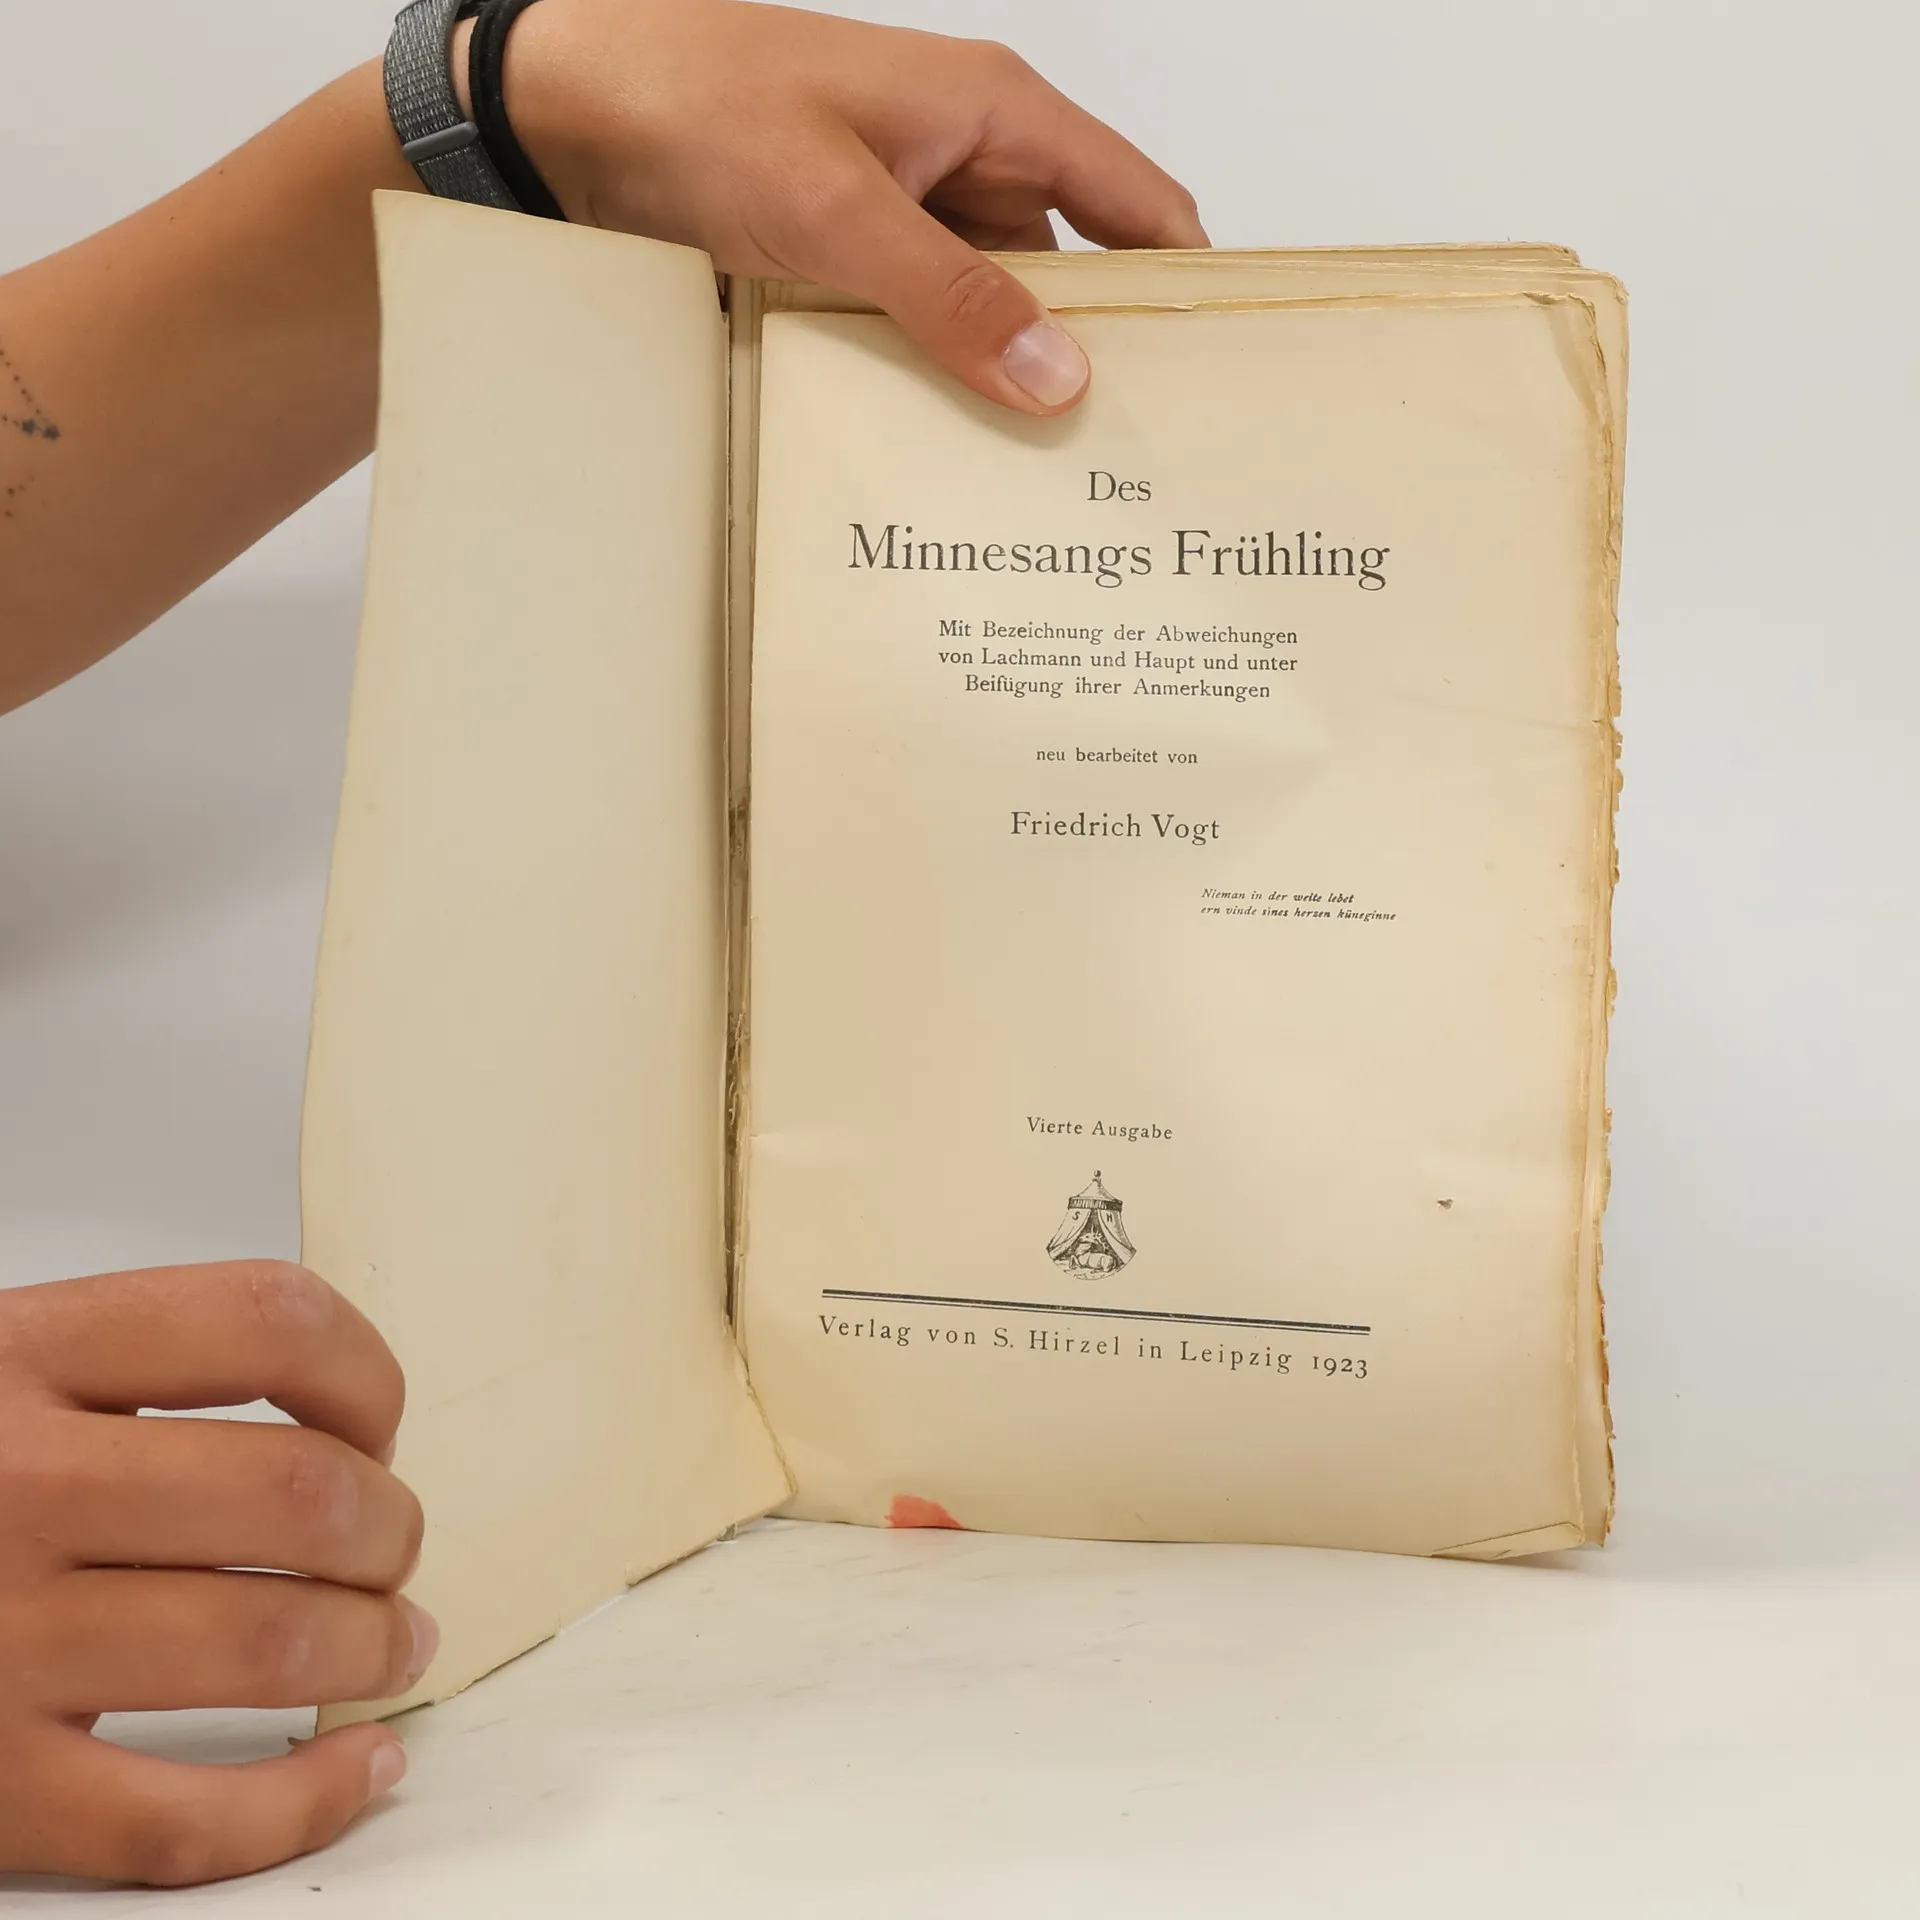 Des
Minnesangs Frühling
Mit Bezeichnung der Abweichungen
von Lachmann und Haupt und unter
Beifügung ihrer Anmerkungen
neu bearbeitet von
Friedrich Vogt
Nieman in der welte lebet
ern vinde sines herzen küneginne
Vierte Ausgabe
S H
Verlag von S. Hirzel in Leipzig 1923